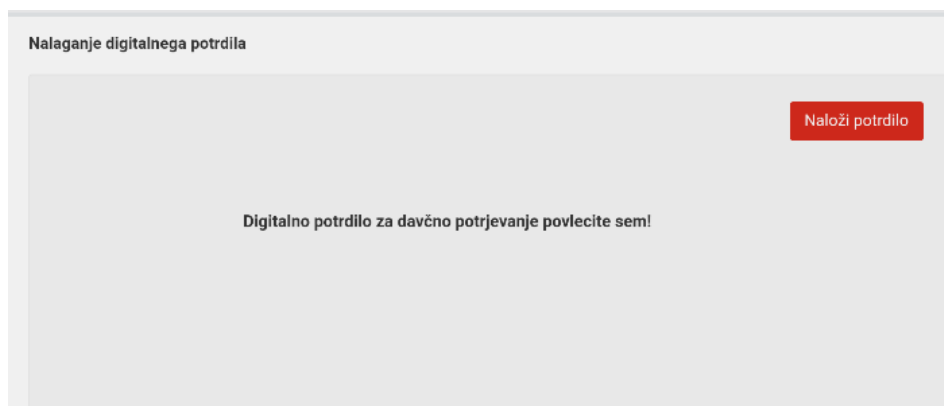 Nalaganje digitalnega potrdila
Naloži potrdilo
Digitalno potrdilo za davčno potrjevanje povlecite sem!